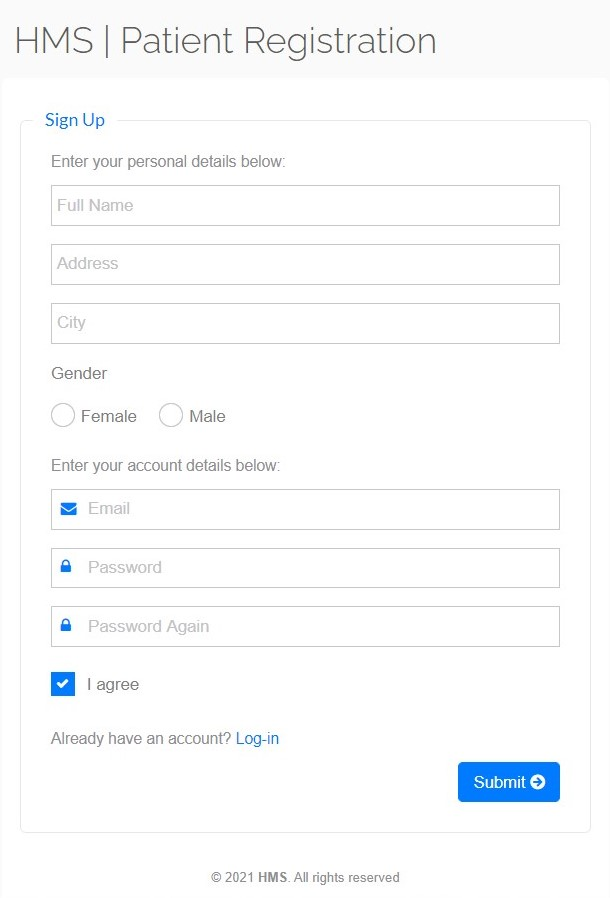 HMS | Patient Registration
Sign Up
Enter your personal details below:
Full Name
Address
City
Gender
Female Male
Enter your account details below:
Email
Password
Password Again
I agree
Already have an account? Log-in
Submit
© 2021 HMS. All rights reserved